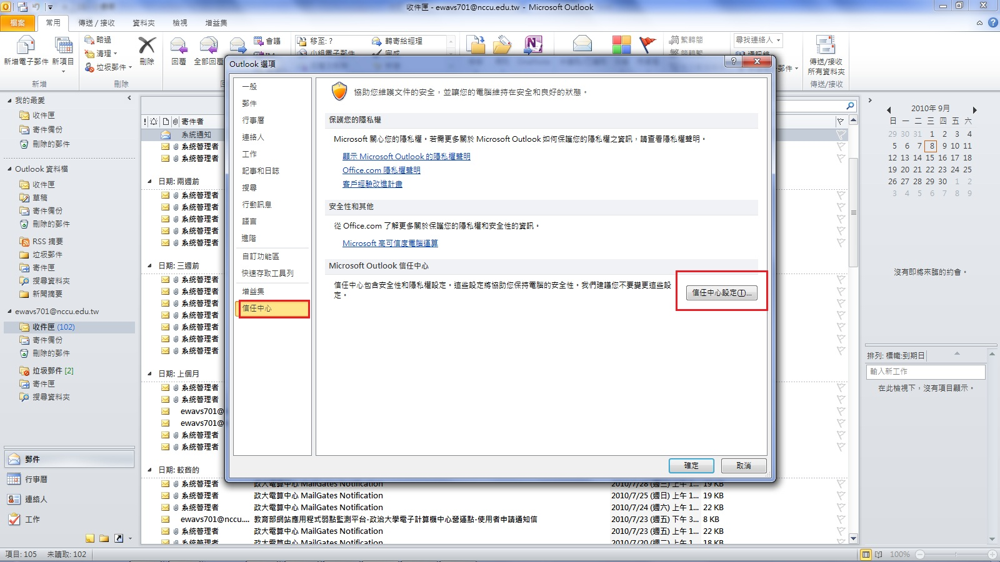 收件匣 - ewavs701@nccu.edu.tw - Microsoft Outlook
檔案 常用 傳送 / 接收 資料夾 檢視 增益集
新增電子郵件 新項目
新增
略過
清理
垃圾郵件
刪除
刪除
回覆 全部回覆
會議
移至: ?
轉寄給經理
小組電子郵件
完成
繁轉簡
尋找連絡人
傳送/接收
所有資料夾
傳送/接收
我的最愛
收件匣
寄件備份
刪除的郵件
Outlook 資料檔
收件匣
草稿
寄件備份
刪除的郵件
RSS 摘要
垃圾郵件
寄件匣
搜尋資料夾
新聞摘要
ewavs701@nccu.edu.tw
收件匣 (102)
寄件備份
刪除的郵件
垃圾郵件 [2]
寄件匣
搜尋資料夾
郵件
行事曆
連絡人
工作
項目: 105 未讀取: 102
寄件者
系統通知
系統管理者
系統管理者
日期: 兩週前
系統管理者
系統管理者
系統管理者
系統管理者
系統管理者
日期: 三週前
系統管理者
系統管理者
系統管理者
系統管理者
系統管理者
系統管理者
系統管理者
日期: 上個月
系統管理者
系統管理者
ewavs701@
ewavs701@
系統管理者
系統管理者
日期: 較舊的
系統管理者 政大電算中心 MailGates Notification 2010/7/28 (週三) 上午 1... 19 KB
系統管理者 政大電算中心 MailGates Notification 2010/7/25 (週日) 上午 1... 19 KB
系統管理者 政大電算中心 MailGates Notification 2010/7/24 (週六) 上午 1... 22 KB
ewavs701@nccu.... 教育部網站應用程式弱點監測平台-政治大學電子計算機中心營運點-使用者申請通知信 2010/7/23 (週五) 下午 3... 8 KB
系統管理者 政大電算中心 MailGates Notification 2010/7/23 (週五) 上午 1... 22 KB
系統管理者 政大電算中心 MailGates Notification 2010/7/20 (週二) 上午 1... 18 KB
Outlook 選項
一般
郵件
行事曆
連絡人
工作
記事和日誌
搜尋
行動訊息
語言
進階
自訂功能區
快速存取工具列
增益集
信任中心
協助您維護文件的安全，並讓您的電腦維持在安全和良好的狀態。
保護您的隱私權
Microsoft 關心您的隱私權。若需更多關於 Microsoft Outlook 如何保護您的隱私權之資訊，請查看隱私權聲明。
顯示 Microsoft Outlook 的隱私權聲明
Office.com 隱私權聲明
客戶經驗改進計畫
安全性和其他
從 Office.com 了解更多關於保護您的隱私權和安全性的資訊。
Microsoft 高可信度電腦運算
Microsoft Outlook 信任中心
信任中心包含安全性和隱私權設定。這些設定將協助您保持電腦的安全性。我們建議您不要變更這些設
定。
信任中心設定(T)...
確定 取消
2010年 9月
日 一 二 三 四 五 六
29 30 31 1 2 3 4
5 6 7 8 9 10 11
12 13 14 15 16 17 18
19 20 21 22 23 24 25
26 27 28 29 30 1 2
3 4 5 6 7 8 9
沒有即將來臨的約會。
排列: 標幟:到期日
輸入新工作
在此檢視下，沒有項目顯示。
100%